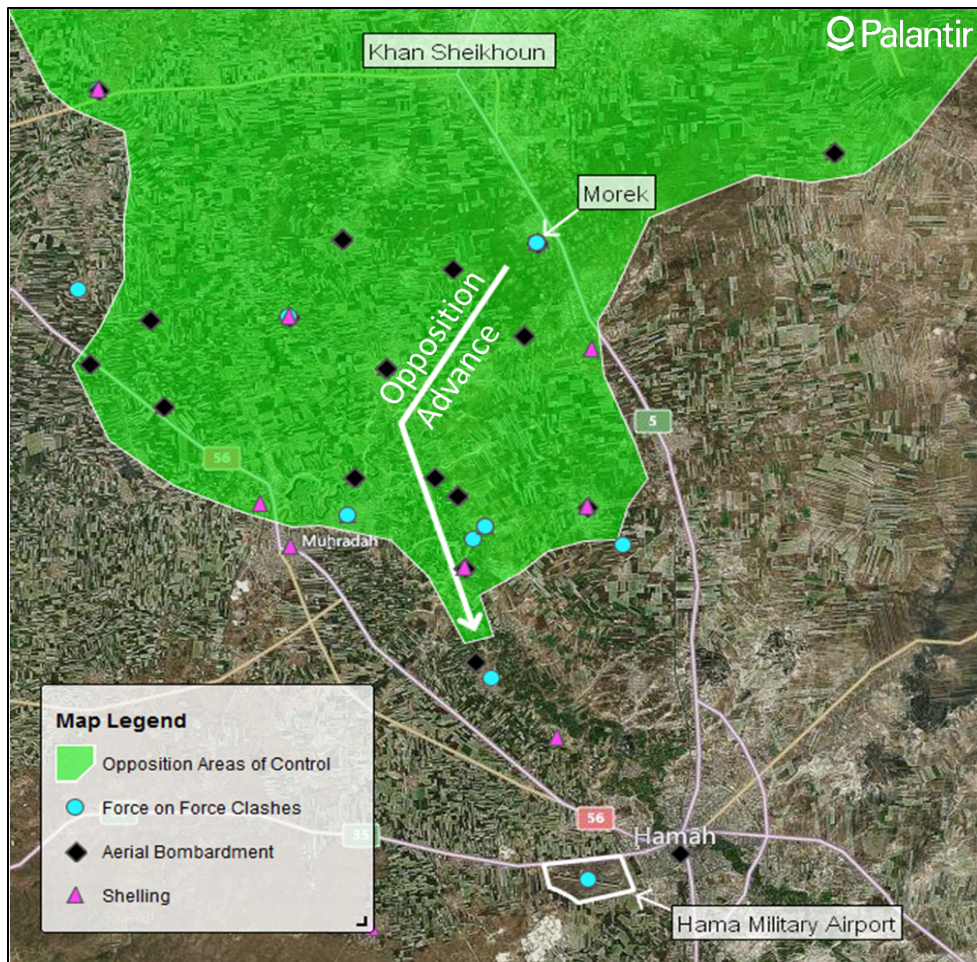 Palantir
Khan Sheikhoun
Morek
Opposition
Advance
5
56
Muhradah
56
Hamah
35
Hama Military Airport
Map Legend
Opposition Areas of Control
Force on Force Clashes
Aerial Bombardment
Shelling